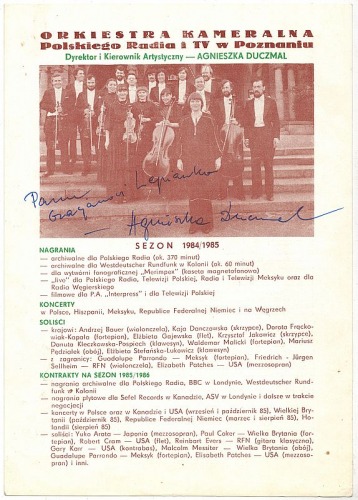 ORKIESTRA KAMERALNA
Polskiego Radia i TV w Poznaniu
Dyrektor i Kierownik Artystyczny — AGNIESZKA DUCZMAL
Panu
— Agnieszka Duczmal
SEZON 1984/1985
NAGRANIA
— archiwalne dla Polskiego Radia (ok. 370 minut)
— archiwalne dla Westdeutscher Rundfunk w Kolonii (ok. 60 minut)
— dla wytwórni fonograficznej „Merimpex" (kaseta magnetofonowa)
— „live" dla Polskiego Radia, Telewizji Polskiej, Radia i Telewizji Meksyku oraz dla
Radia Węgierskiego
— filmowe dla P.A. „Interpress" i dla Telewizji Polskiej
KONCERTY
w Polsce, Hiszpanii, Meksyku, Republice Federalnej Niemiec i na Węgrzech
SOLIŚCI
— krajowi: Andrzej Bauer (wiolonczela), Kaja Danczowska (skrzypce), Dorota Frąckowiak-Kapała (fortepian), Elżbieta Gajewska (flet), Krzysztof Jakowicz (skrzypce),
Danuta Kleczkowska-Pospiech (klawesyn), Waldemar Malicki (fortepian), Mariusz
Pędziałek (obój), Elżbieta Stefańska-Łukowicz (klawesyn)
— z zagranicy: Guadalupe Parrondo — Meksyk (fortepian), Friedrich - Jürgen
Sellheim — RFN (wiolonczela), Elizabeth Patches — USA (mezzosopran)
KONTRAKTY NA SEZON 1985/1986
— nagrania archiwalne dla Polskiego Radia, BBC w Londynie, Westdeutscher Rundfunk w Kolonii
— nagrania płytowe dla Sefel Records w Kanadzie, ASV w Londynie i dalsze w trakcie
negocjacji
— koncerty w Polsce oraz w Kanadzie i USA (wrzesień i październik 85), Wielkiej Brytanii (październik 85), Republice Federalnej Niemiec (marzec i sierpień 85), Holandii (sierpień 85)
— soliści: Yuko Arata — Japonia (mezzosopran), Paul Coker — Wielka Brytania (fortepian), Robert Cram — USA (flet), Reinbert Evers — RFN (gitara klasyczna),
Gary Karr — USA (kontrabas), Malcolm Messiter — Wielka Brytania (obój),
Guadalupe Parrondo — Meksyk (fortepian), Elizabeth Patches — USA (mezzosopran) i inni.